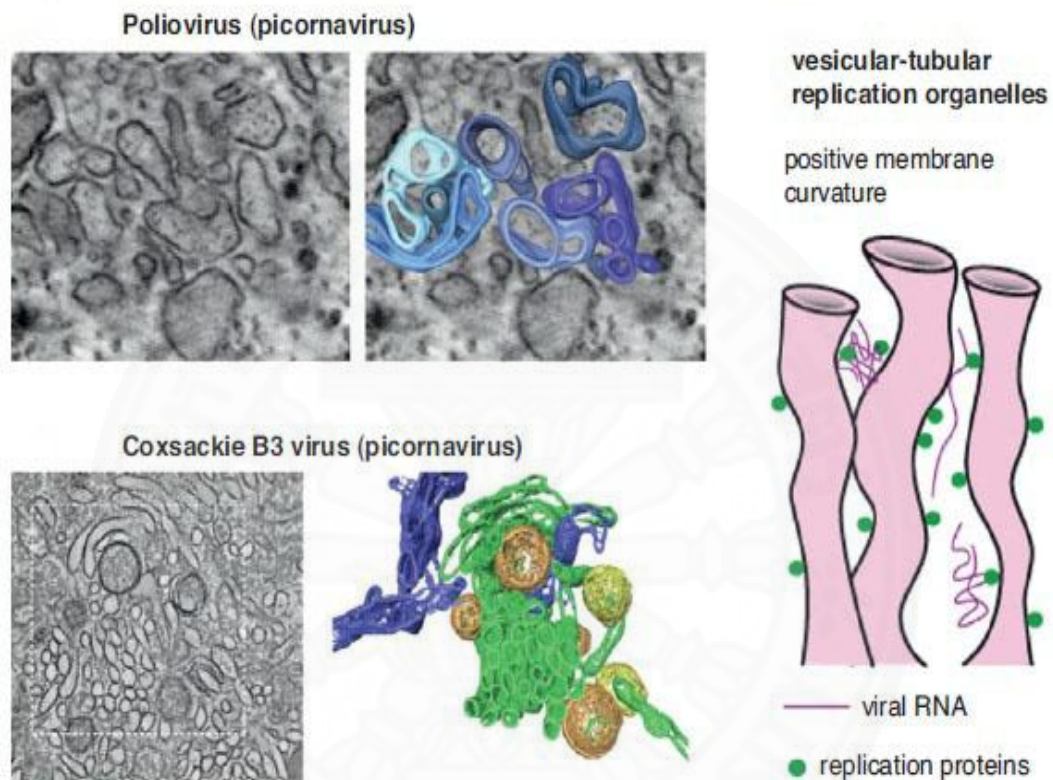 Poliovirus (picornavirus)
vesicular-tubular
replication organelles
positive membrane
curvature
Coxsackie B3 virus (picornavirus)
viral RNA
replication proteins